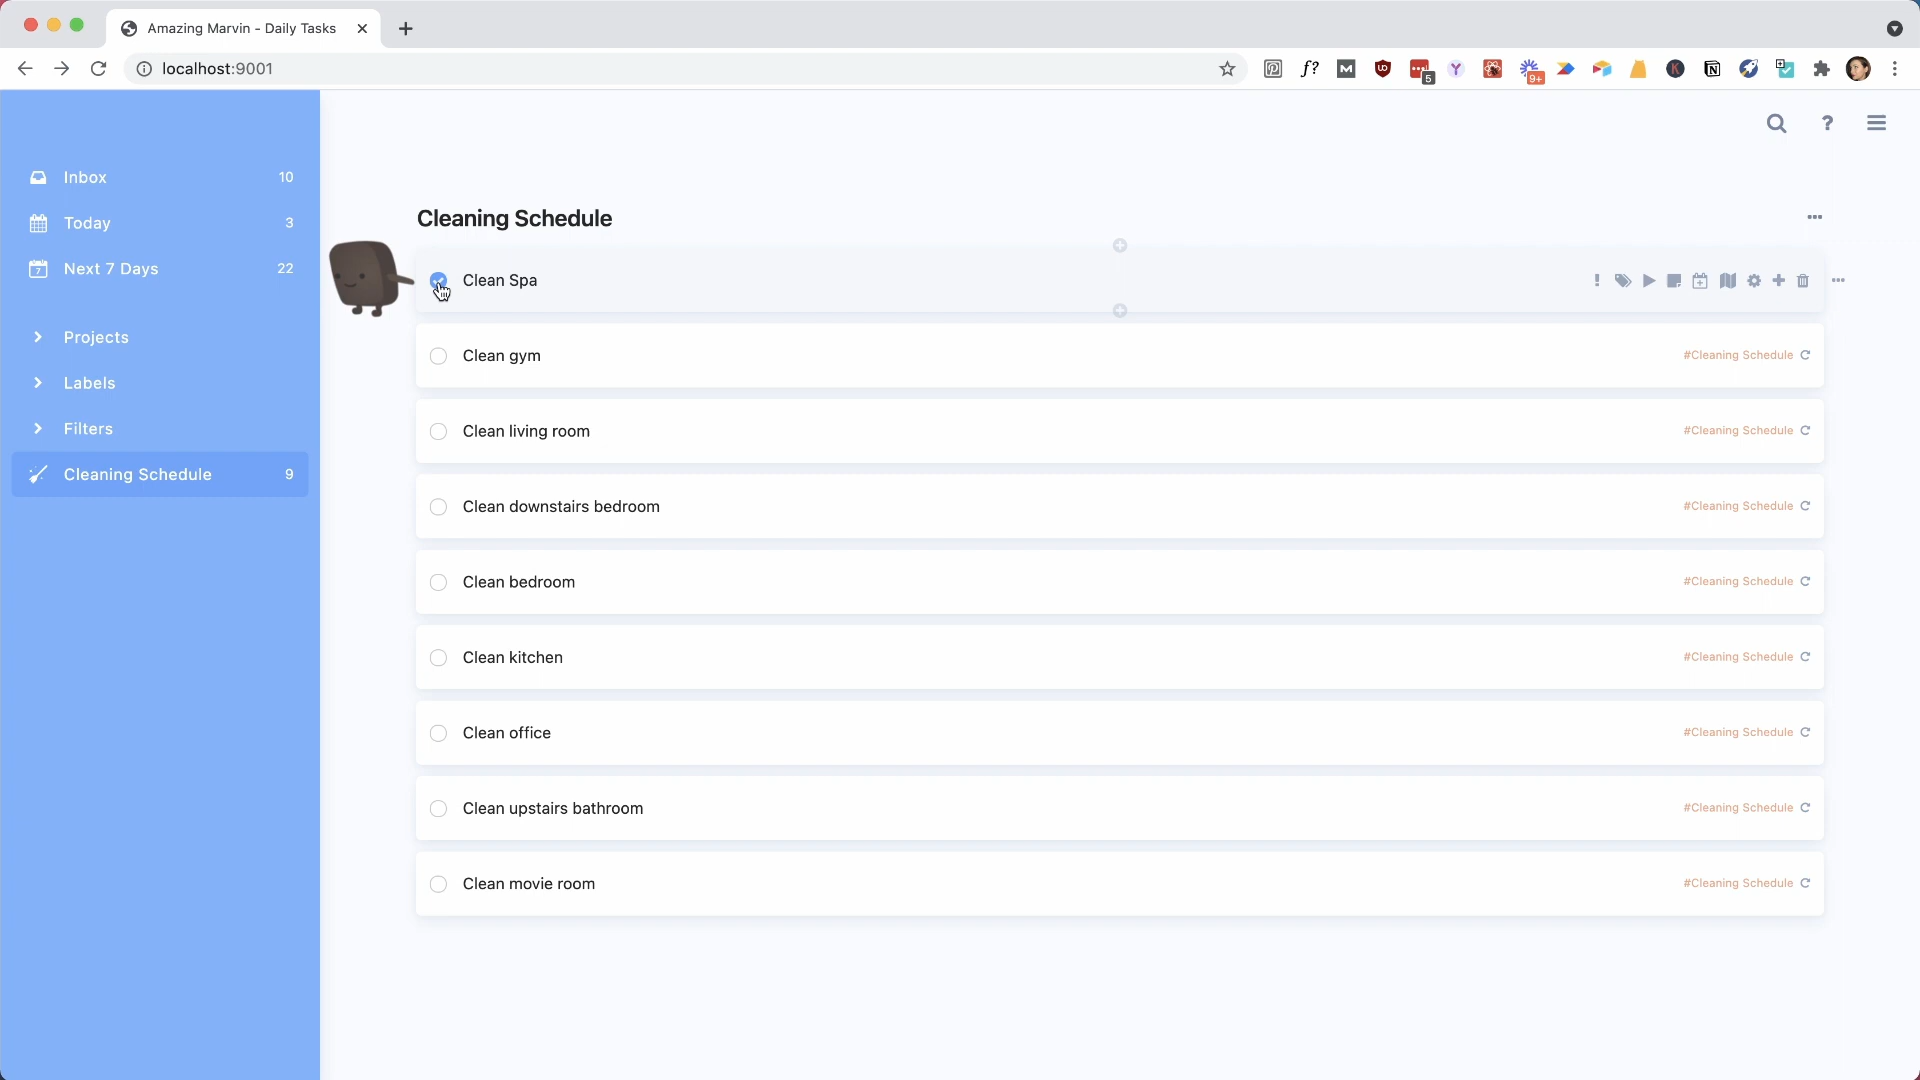 Amazing Marvin - Daily Tasks
localhost:9001
5
9+
Inbox 10
Today 3
7 Next 7 Days 22
Projects
Labels
Filters
Cleaning Schedule 9
Cleaning Schedule
Clean Spa
Clean gym #Cleaning Schedule
Clean living room #Cleaning Schedule
Clean downstairs bedroom #Cleaning Schedule
Clean bedroom #Cleaning Schedule
Clean kitchen #Cleaning Schedule
Clean office #Cleaning Schedule
Clean upstairs bathroom #Cleaning Schedule
Clean movie room #Cleaning Schedule